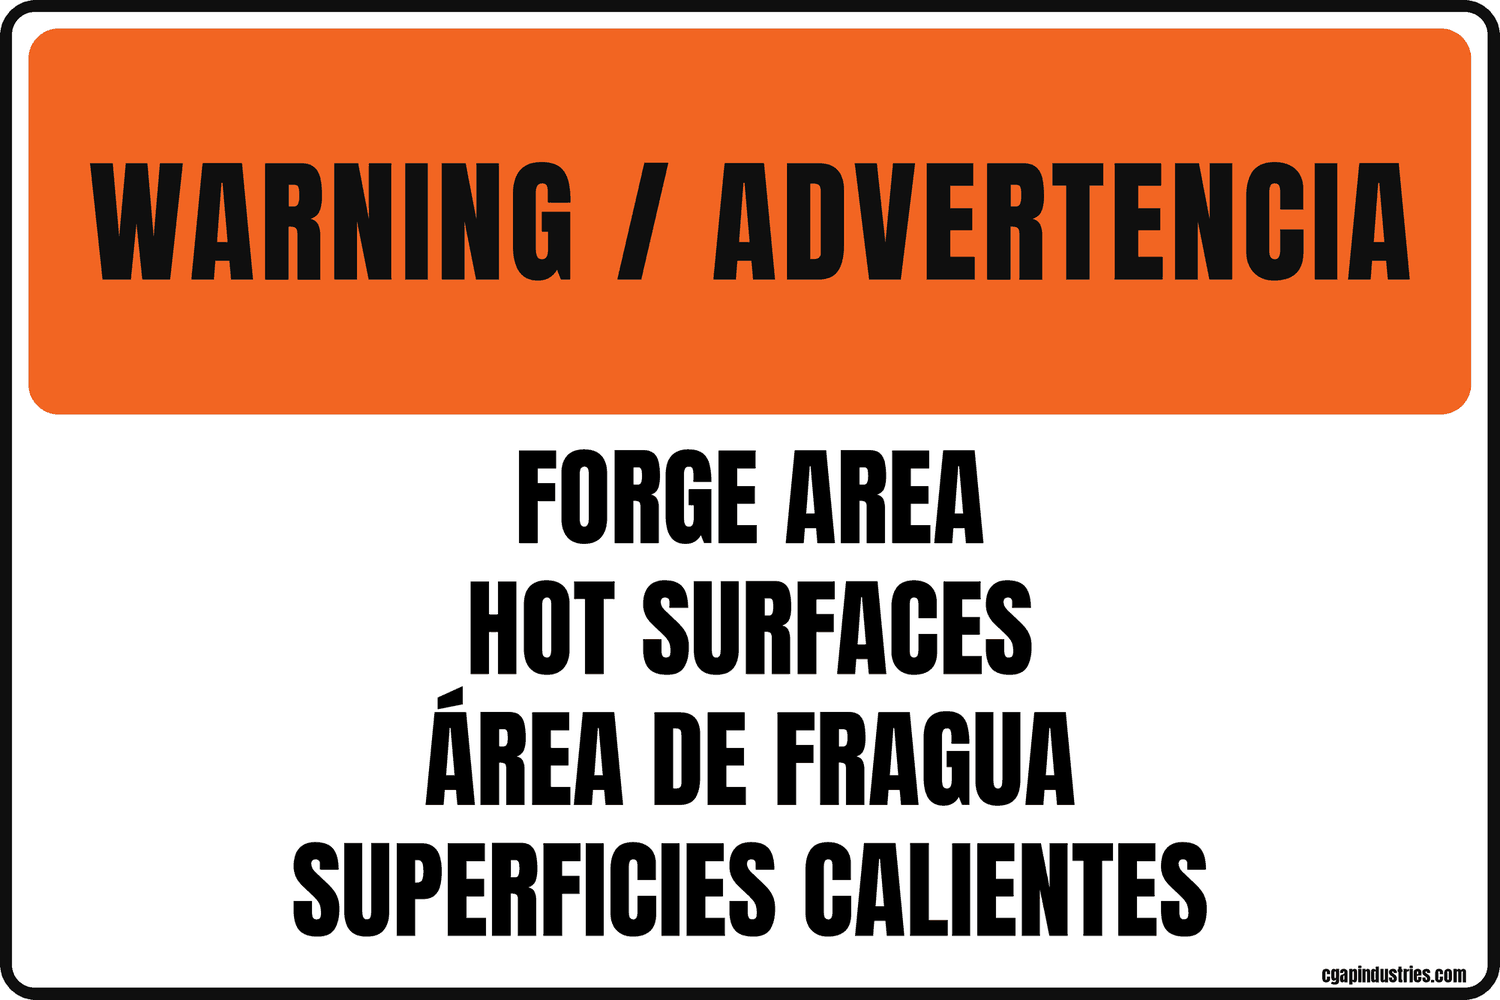 WARNING / ADVERTENCIA
FORGE AREA
HOT SURFACES
ÁREA DE FRAGUA
SUPERFICIES CALIENTES
cgapindustries.com